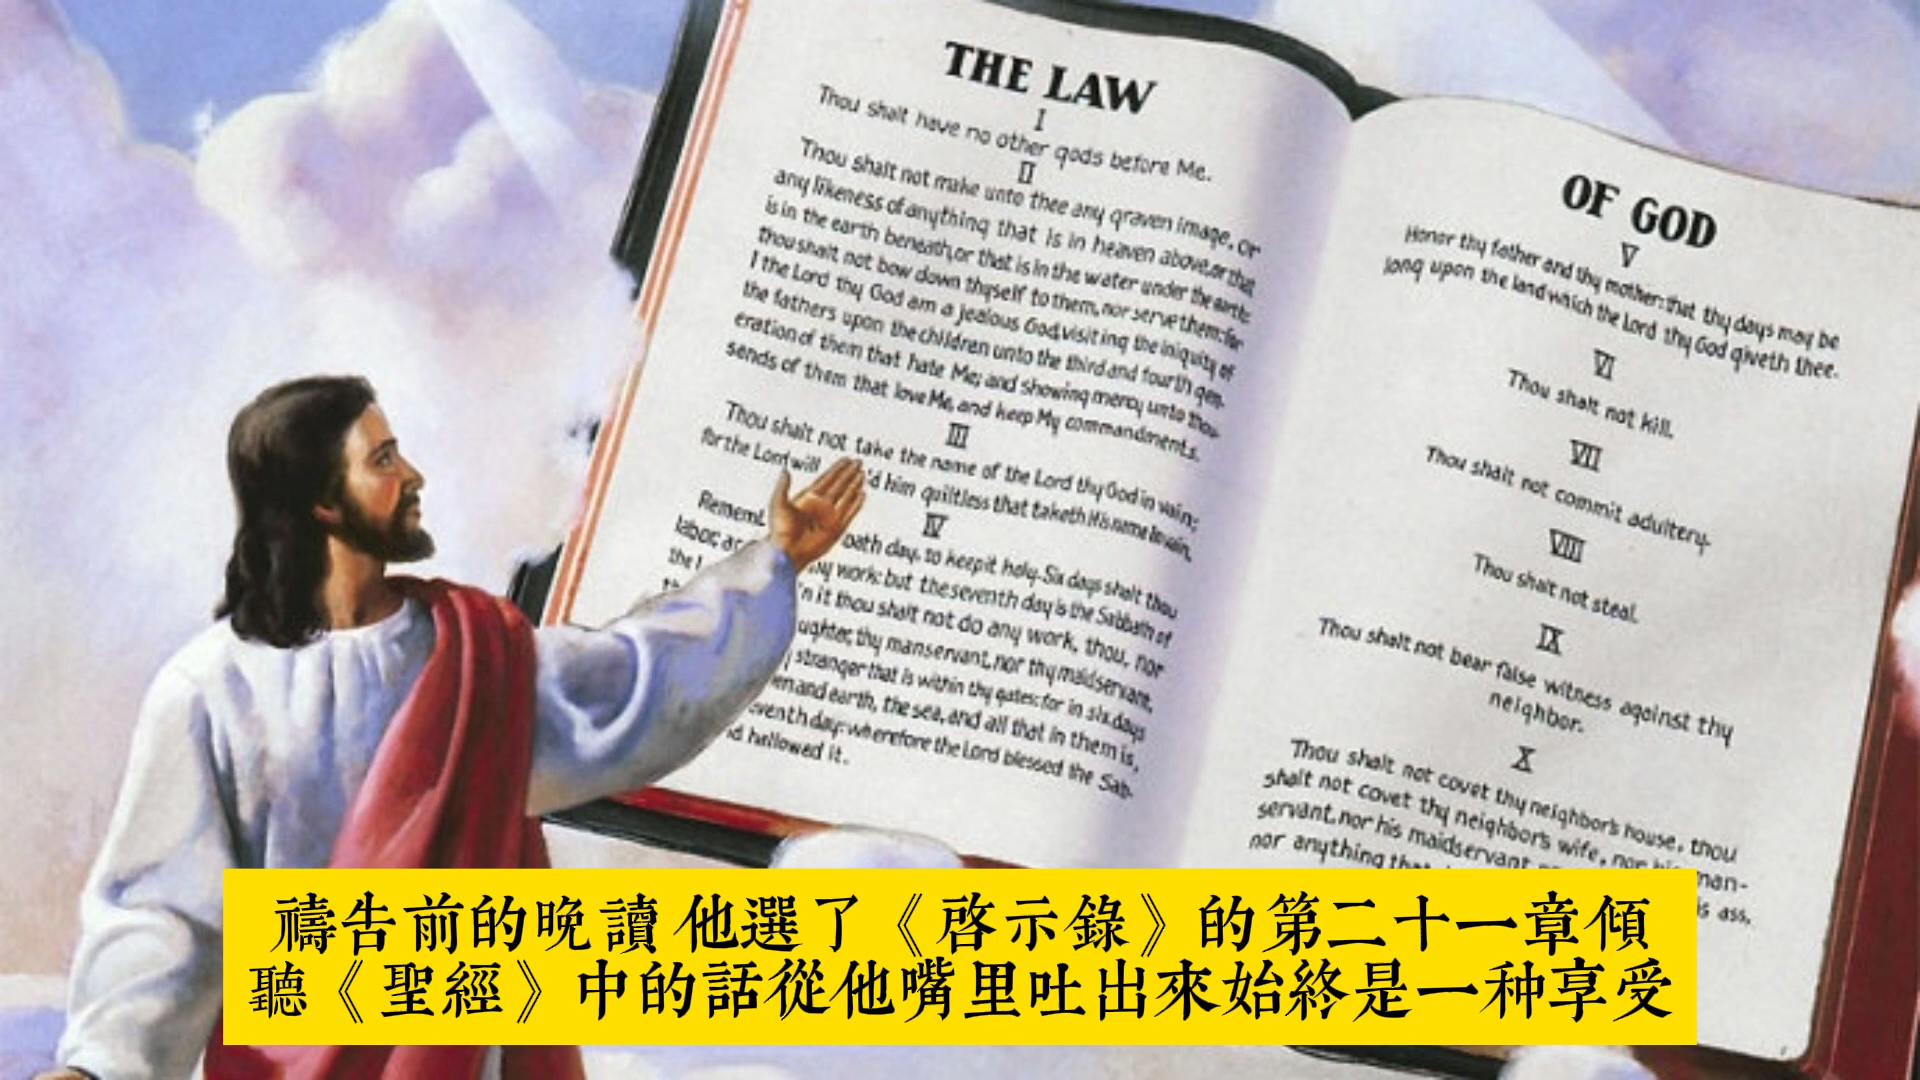 THE LAW
I
Thou shalt have no other gods before Me.
II
Thou shalt not make unto thee any graven image, or
any likeness of anything that is in heaven above,or that
is in the earth beneath,or that is in the water under the earth:
thou shalt not bow down thyself to them, nor serve them:for
I the Lord thy God am a jealous God,visiting the iniquity of
the fathers upon the children unto the third and fourth gen-
eration of them that hate Me; and showing mercy unto thou-
sends of them that love Me, and keep My commandments.
III
Thou shalt not take the name of the Lord thy God in vain;
for the Lord will him guiltless that taketh His name in vain.
IV
day, to keep it holy. Six days shalt thou
labor, work: but the seventh day is the Sabbath of
the it thou shalt not do any work, thou, nor
thy manservant, nor thy maidservant,
stranger that is within thy gates: for in six days
and earth, the sea, and all that in them is,
day: wherefore the Lord blessed the Sab-
hallowed it.
OF GOD
V
Honor thy father and thy mother: that thy days may be
long upon the land which the Lord thy God giveth thee.
VI
Thou shalt not kill.
VII
Thou shalt not commit adultery.
VIII
Thou shalt not steal.
IX
Thou shalt not bear false witness against thy
neighbor.
X
Thou shalt not covet thy neighbor's house, thou
shalt not covet thy neighbor's wife, nor his man-
servant, nor his maidservant,
nor anything ass,
禱告前的晚讀他選了《啓示錄》的第二十一章傾
聽《聖經》中的話從他嘴里吐出來始終是一种享受